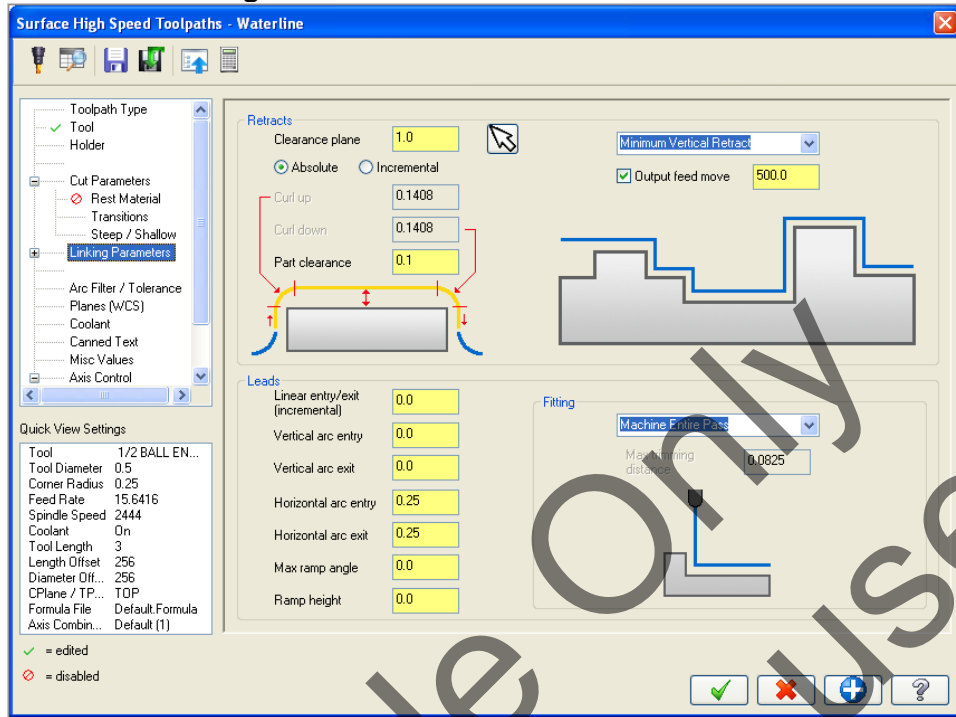 Surface High Speed Toolpaths - Waterline
Toolpath Type
Tool
Holder
Cut Parameters
Rest Material
Transitions
Steep / Shallow
Linking Parameters
Arc Filter / Tolerance
Planes (WCS)
Coolant
Canned Text
Misc Values
Axis Control
Quick View Settings
Tool 1/2 BALL EN...
Tool Diameter 0.5
Corner Radius 0.25
Feed Rate 15.6416
Spindle Speed 2444
Coolant On
Tool Length 3
Length Offset 256
Diameter Off... 256
CPlane / TP... TOP
Formula File Default.Formula
Axis Combin... Default (1)
= edited
= disabled
Retracts
Clearance plane 1.0
Absolute Incremental
Curl up 0.1408
Curl down 0.1408
Part clearance 0.1
Minimum Vertical Retract
Output feed move 500.0
Leads
Linear entry/exit (incremental) 0.0
Vertical arc entry 0.0
Vertical arc exit 0.0
Horizontal arc entry 0.25
Horizontal arc exit 0.25
Max ramp angle 0.0
Ramp height 0.0
Fitting
Machine Entire Pass
Max trimming distance 0.0825
Only